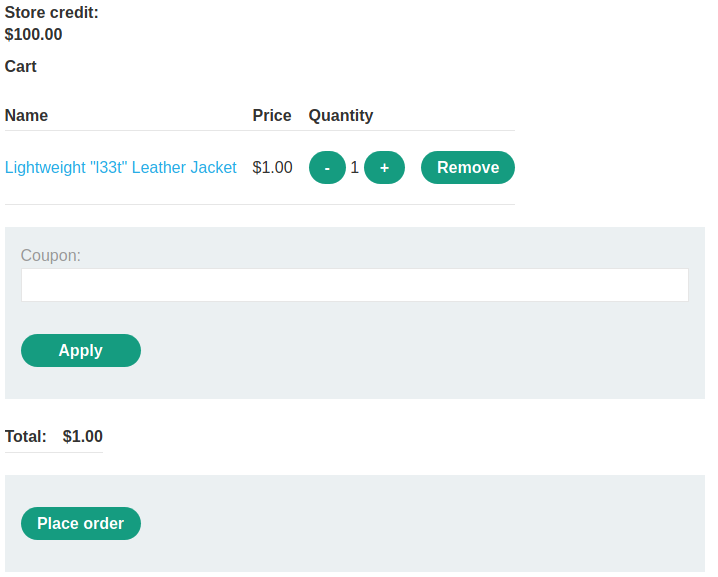 Store credit:
$100.00
Cart
Name Price Quantity
Lightweight "l33t" Leather Jacket $1.00 - 1 + Remove
Coupon:
Apply
Total: $1.00
Place order